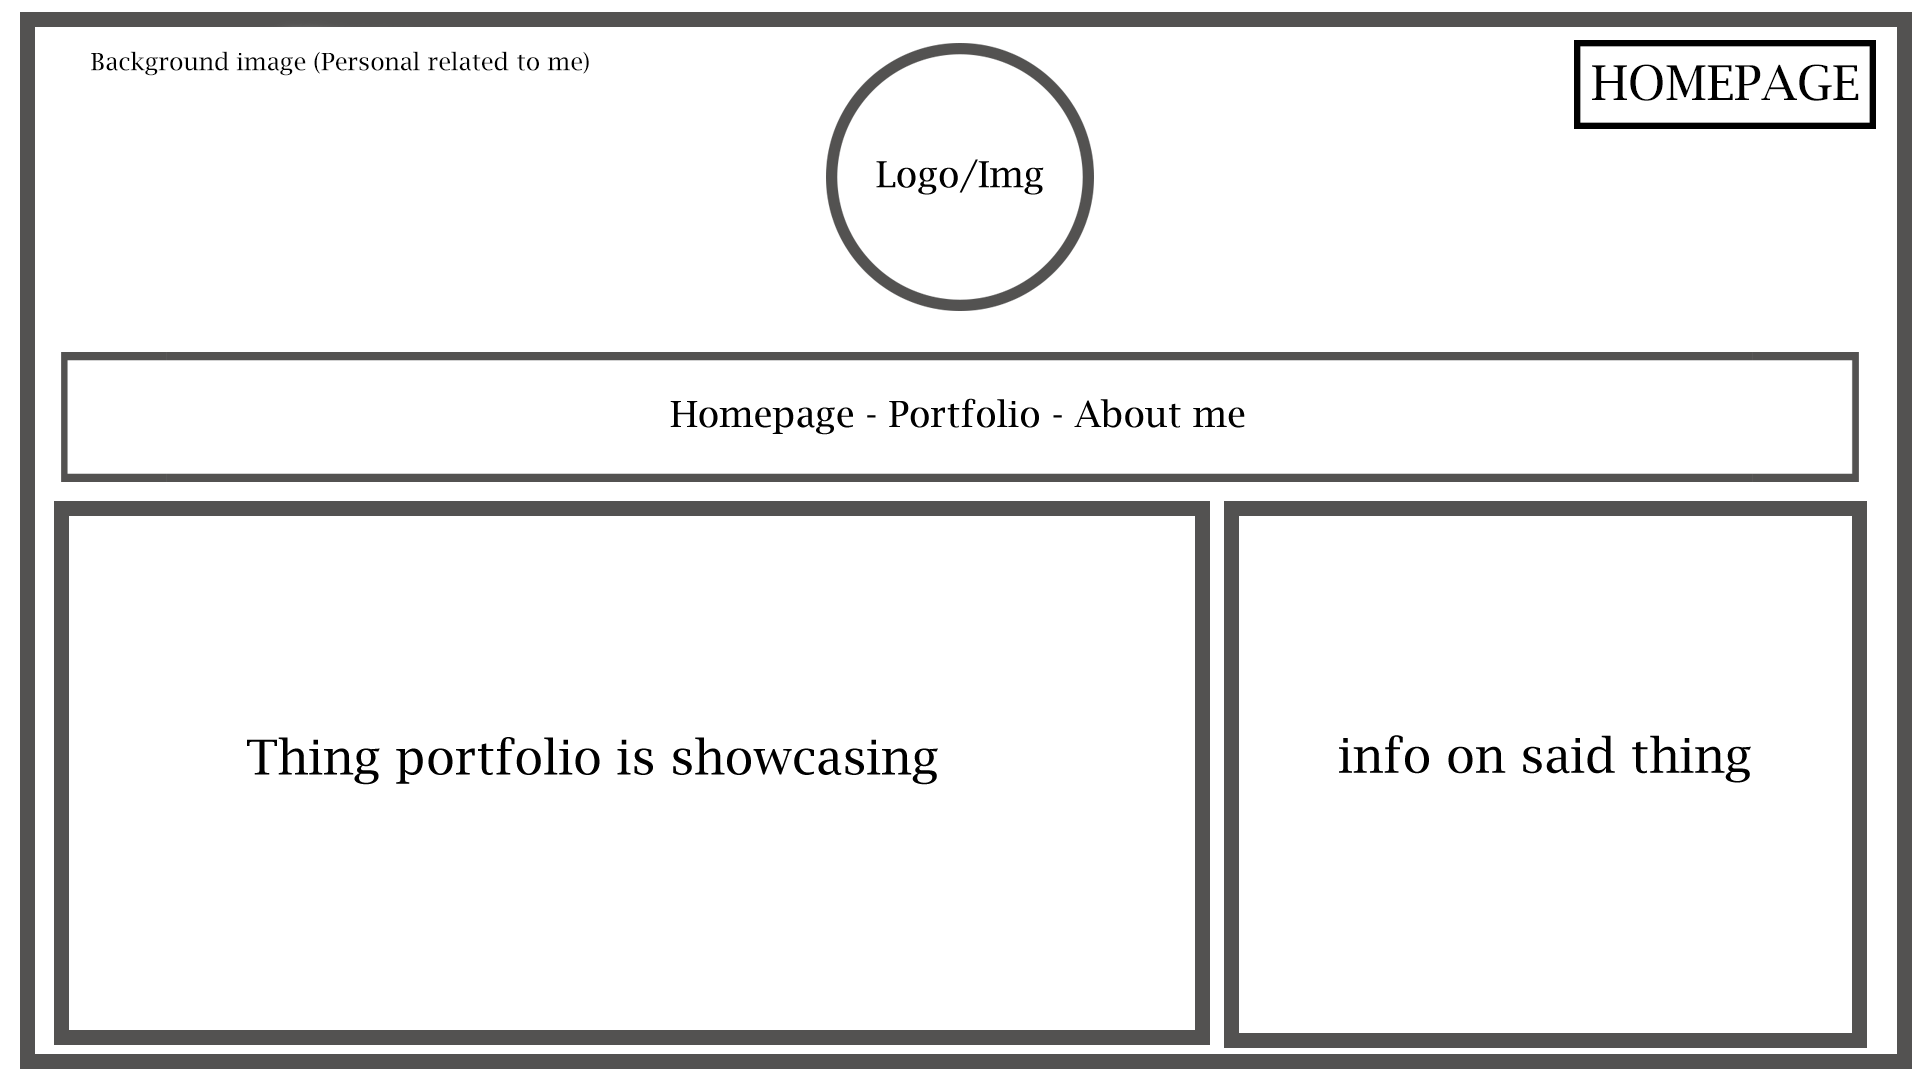 Background image (Personal related to me)
HOMEPAGE
Logo/Img
Homepage - Portfolio - About me
Thing portfolio is showcasing
info on said thing